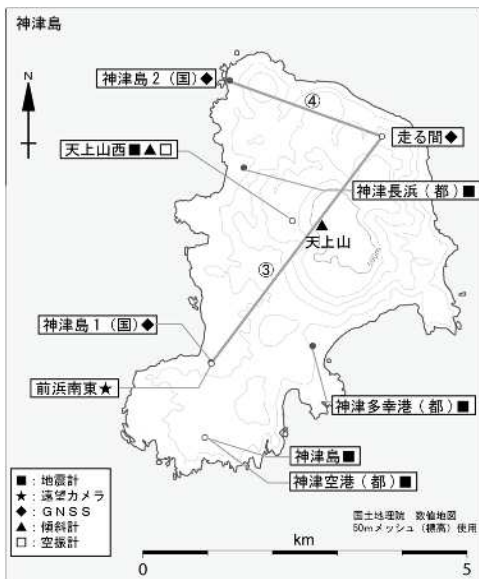 神津島
N
神津島2（国）◆
④
走る間◆
天上山西■▲□
神津長浜（都）■
天上山
③
神津島1（国）◆
前浜南東★
神津多幸港（都）■
神津島■
神津空港（都）■
■：地震計
★：遠望カメラ
◆：GNSS
▲：傾斜計
□：空振計
国土地理院 数値地図
50mメッシュ（標高）使用
km
0 5